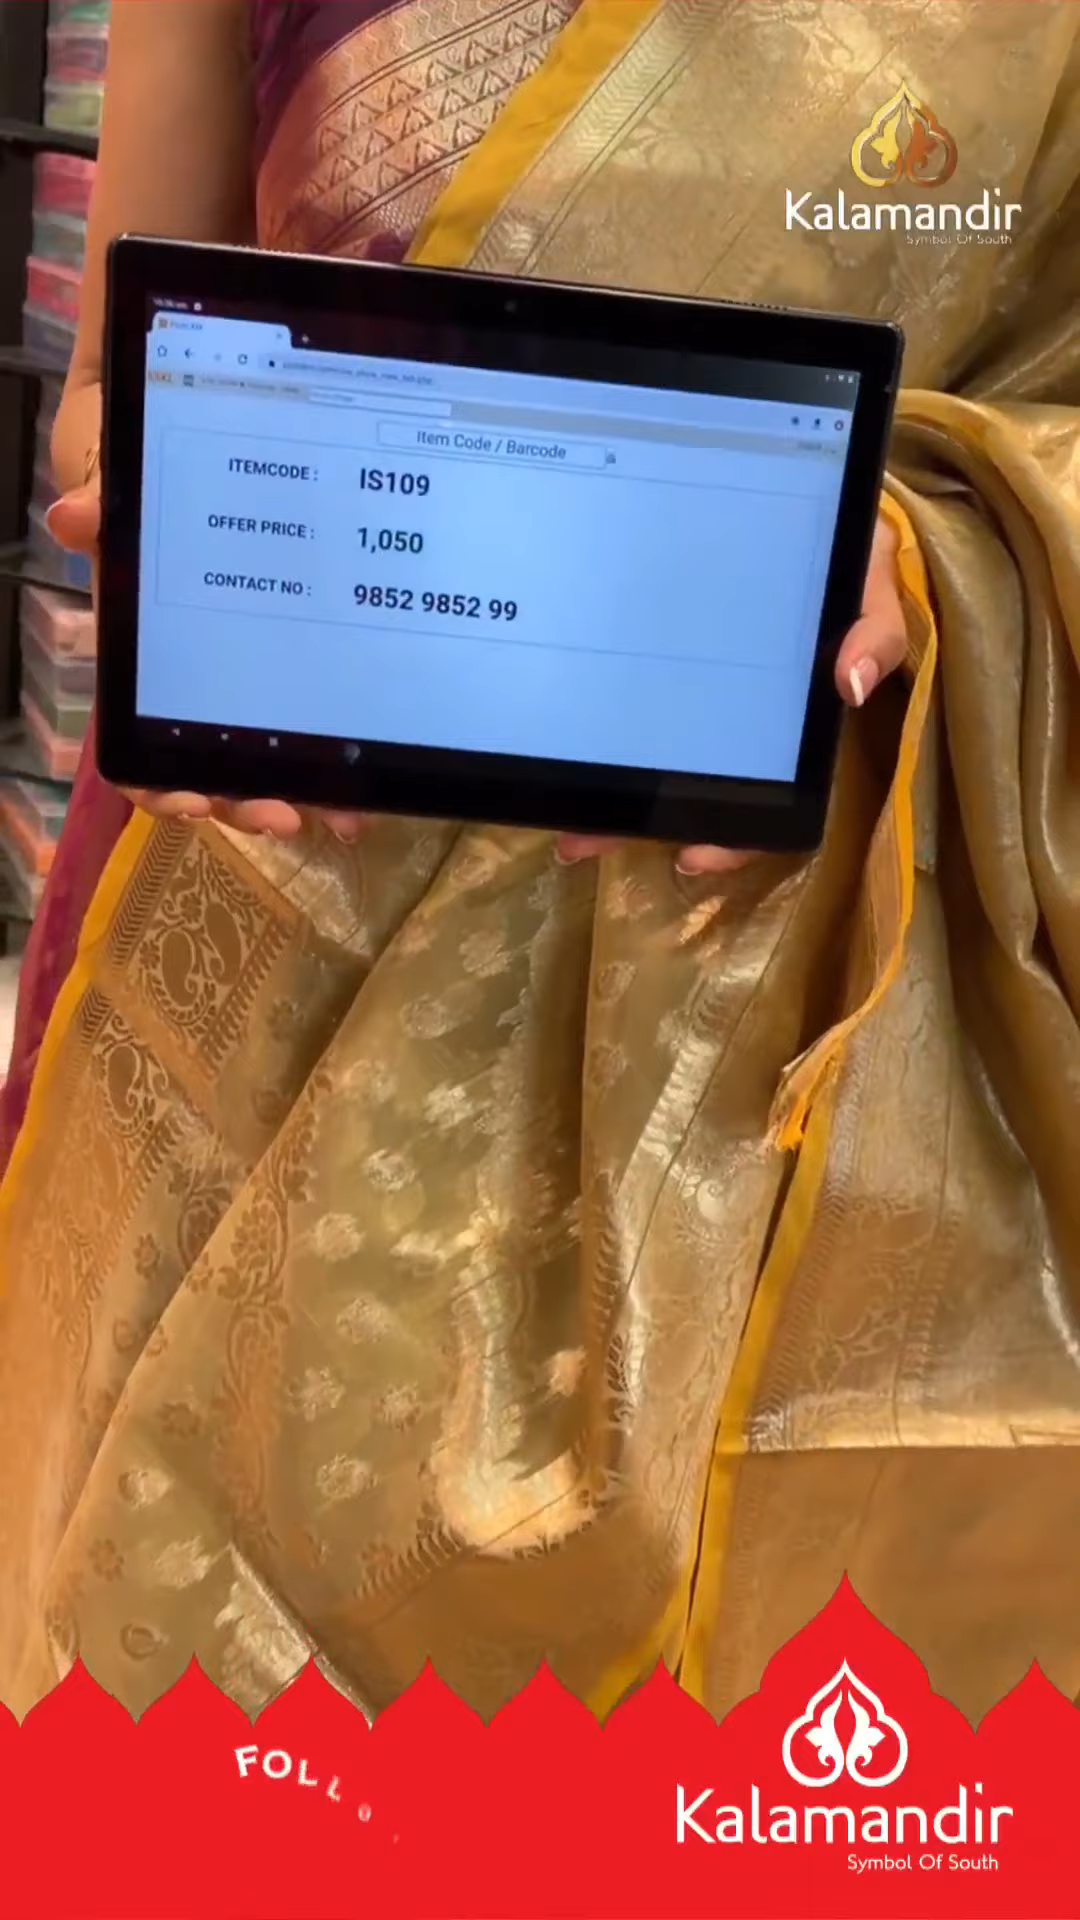 Kalamandir
Symbol Of South
Item Code / Barcode
ITEMCODE : IS109
OFFER PRICE : 1,050
CONTACT NO : 9852 9852 99
FOLLO
Kalamandir
Symbol Of South